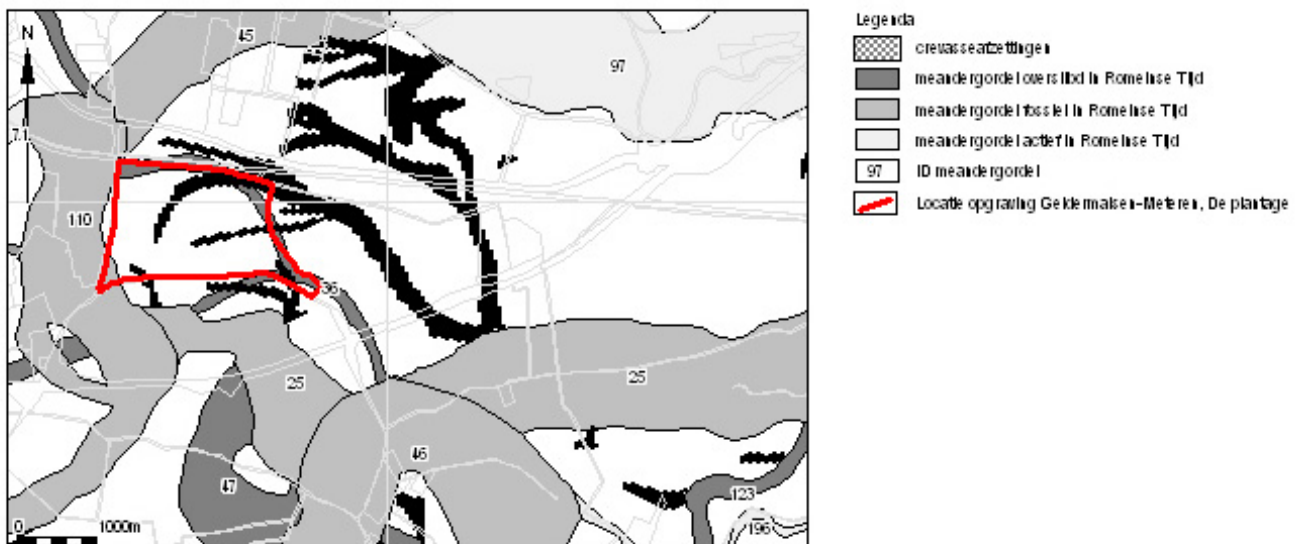 N
45
97
7.1
110
36
25
25
46
47
123
196
0 1000m
Legenda
crevasseafzettingen
meandergordel overslibd in Romeinse Tijd
meandergordel fossiel in Romeinse Tijd
meandergordel actief in Romeinse Tijd
97 ID meandergordel
Locatie opgraving Geldermalsen-Meteren, De plantage